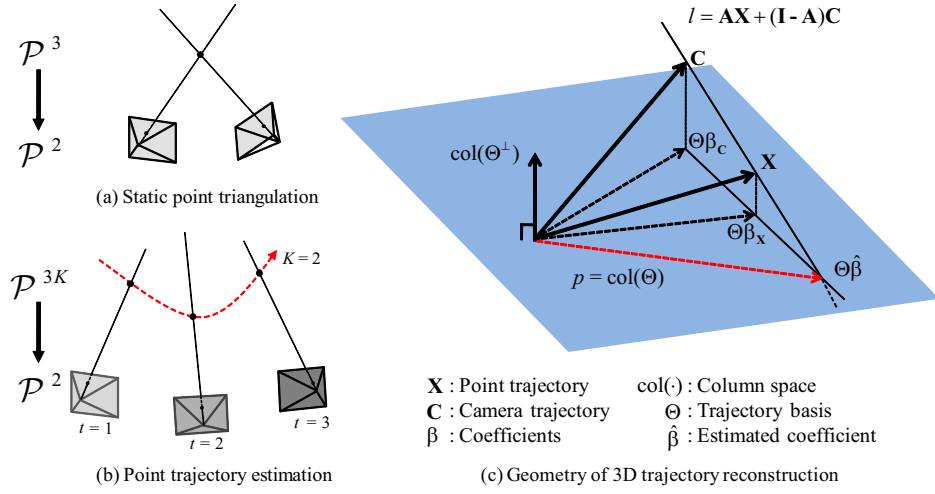 𝒫 ³
𝒫 ²
(a) Static point triangulation
𝒫 ³ᴷ
𝒫 ²
K = 2
t = 1
t = 2
t = 3
(b) Point trajectory estimation
l = AX + (I - A)C
C
col(Θ^⊥)
Θβ_C
X
Θβ_X
p = col(Θ)
Θβ̂
X : Point trajectory
col(·) : Column space
C : Camera trajectory
Θ : Trajectory basis
β : Coefficients
β̂ : Estimated coefficient
(c) Geometry of 3D trajectory reconstruction